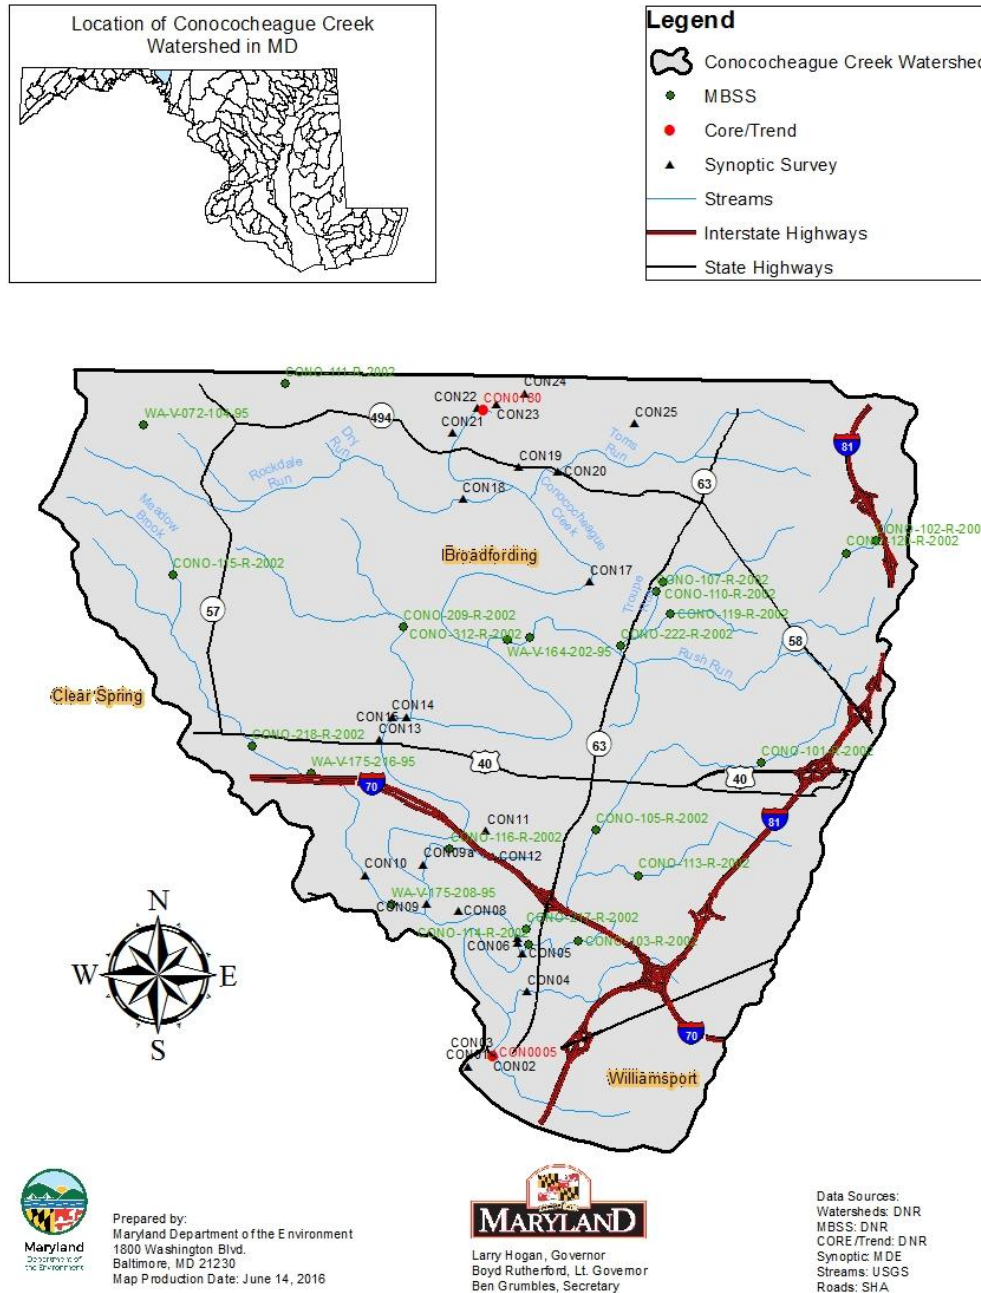 Location of Conococheague Creek
Watershed in MD
Legend
Conococheague Creek Watershed
MBSS
Core/Trend
Synoptic Survey
Streams
Interstate Highways
State Highways
CONO-111-R-2002
WA-V-072-104-95
CON24
CON22
CON0180
CON23
CON21
CON25
494
81
Dry
Run
Toms
Run
CON19
CON20
Rockdale
Run
63
CON18
Conococheague
Creek
Meadow
Brook
CONO-102-R-200
Broadfording
CONO-115-R-2002
CON17
CONO-107-R-2002
CONO-110-R-2002
Troupe
57
CONO-209-R-2002
CONO-119-R-2002
CONO-312-R-2002
CONO-222-R-2002
58
WA-V-164-202-95
Rush Run
Clear Spring
CON14
CON15
CON13
CONO-218-R-2002
63
40
CONO-101-R-2002
WA-V-175-216-95
40
70
81
CON11
CONO-105-R-2002
CONO-116-R-2002
CON09a
CON12
CON10
CONO-113-R-2002
WA-V-175-208-95
CON09
CON08
CONO-217-R-2002
CONO-114-R-2002
CONO-103-R-2002
CON06
CON05
CON04
N
W
E
S
70
CON03
CON0005
CON02
Williamsport
Maryland
Department of
the Environment
Prepared by:
Maryland Department of the Environment
1800 Washington Blvd.
Baltimore, MD 21230
Map Production Date: June 14, 2016
MARYLAND
Larry Hogan, Governor
Boyd Rutherford, Lt. Governor
Ben Grumbles, Secretary
Data Sources:
Watersheds: DNR
MBSS: DNR
CORE/Trend: DNR
Synoptic: MDE
Streams: USGS
Roads: SHA